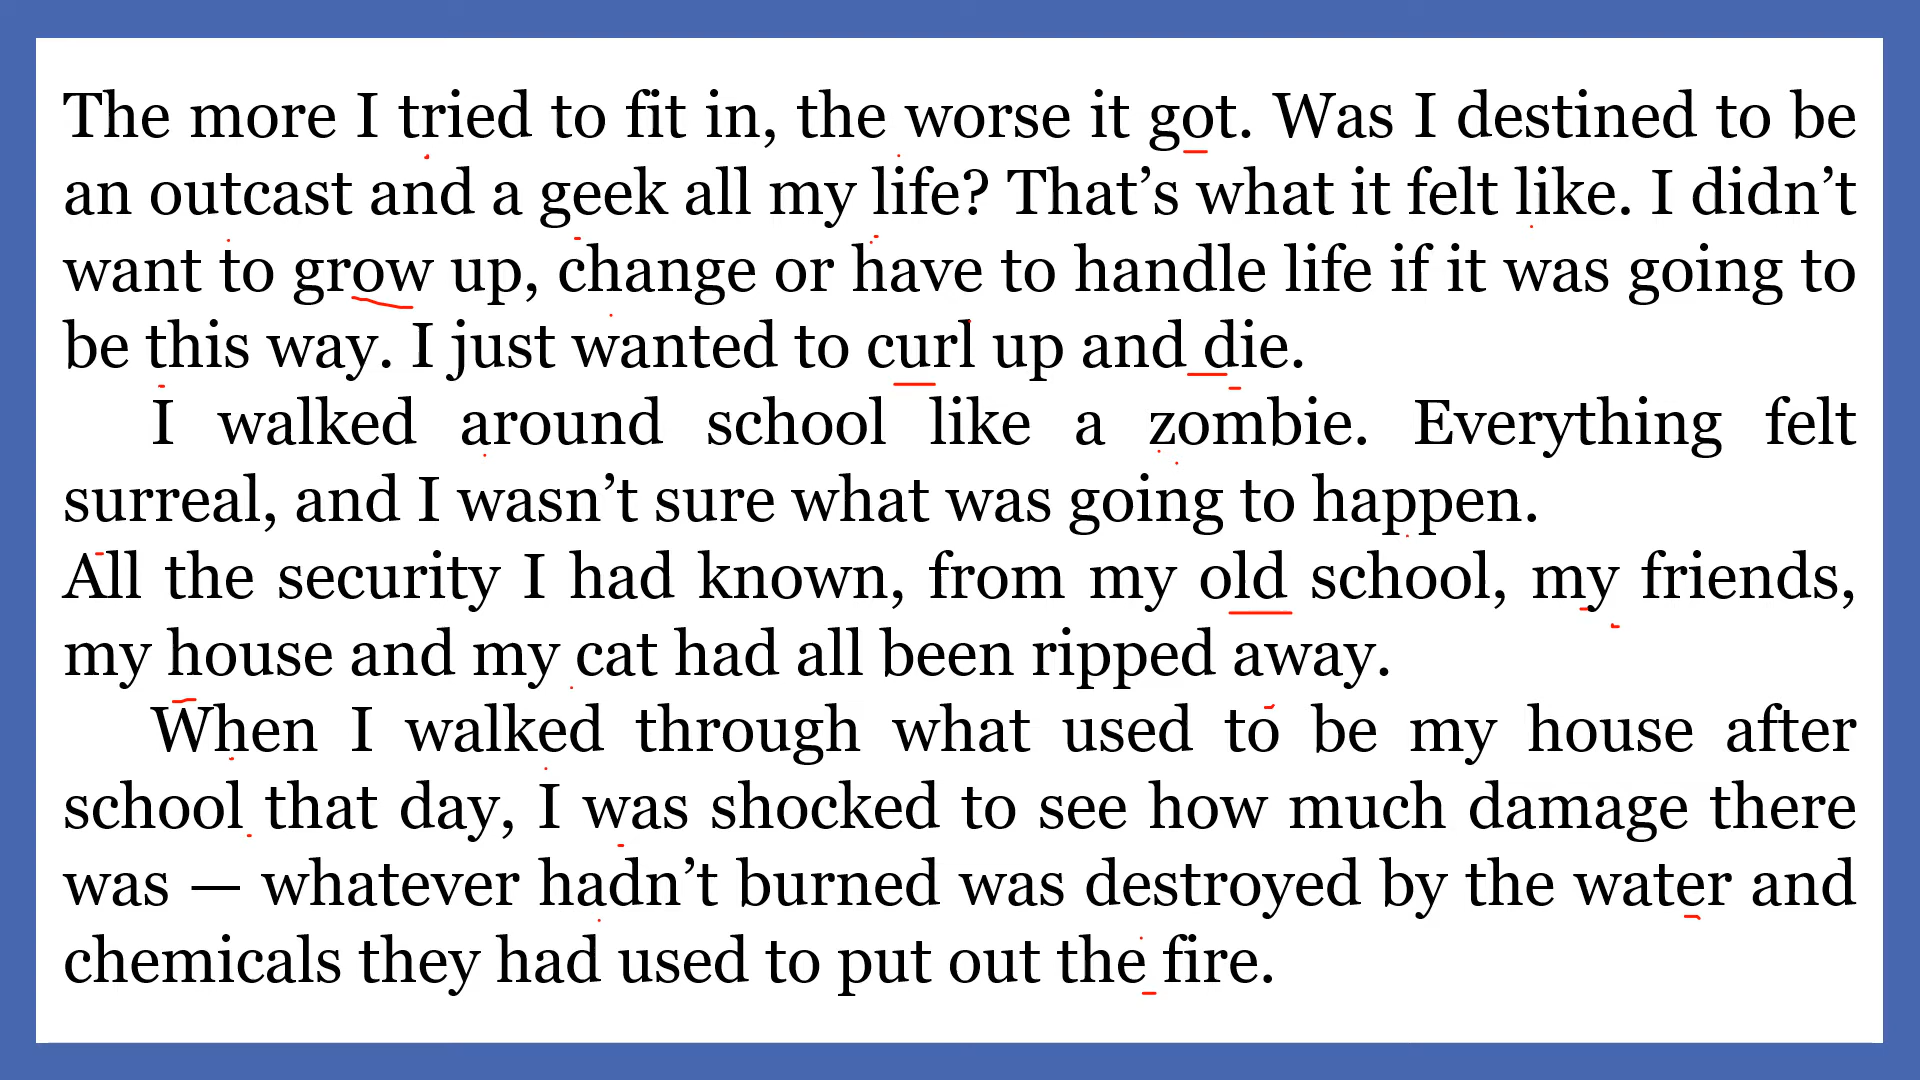 The more I tried to fit in, the worse it got. Was I destined to be
an outcast and a geek all my life? That’s what it felt like. I didn’t
want to grow up, change or have to handle life if it was going to
be this way. I just wanted to curl up and die.
I walked around school like a zombie. Everything felt
surreal, and I wasn’t sure what was going to happen.
All the security I had known, from my old school, my friends,
my house and my cat had all been ripped away.
When I walked through what used to be my house after
school that day, I was shocked to see how much damage there
was — whatever hadn’t burned was destroyed by the water and
chemicals they had used to put out the fire.